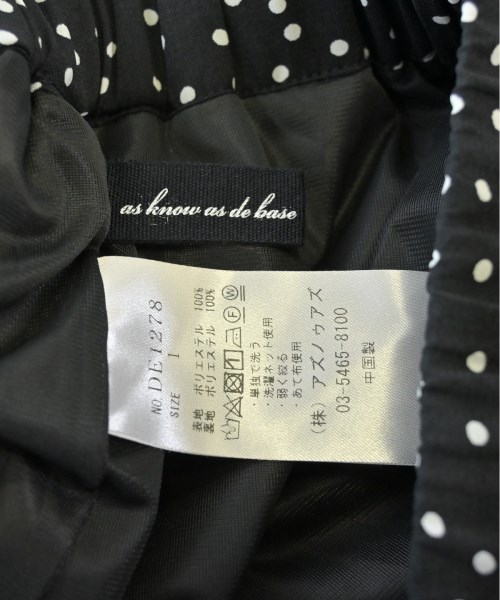 as know as de base
NO. DE1278
SIZE 1
表地 ポリエステル 100%
裏地 ポリエステル 100%
・単独で洗う
・洗濯ネット使用
・弱く絞る
・あて布使用
(株) アズノゥアズ
03-5465-8100
中国製